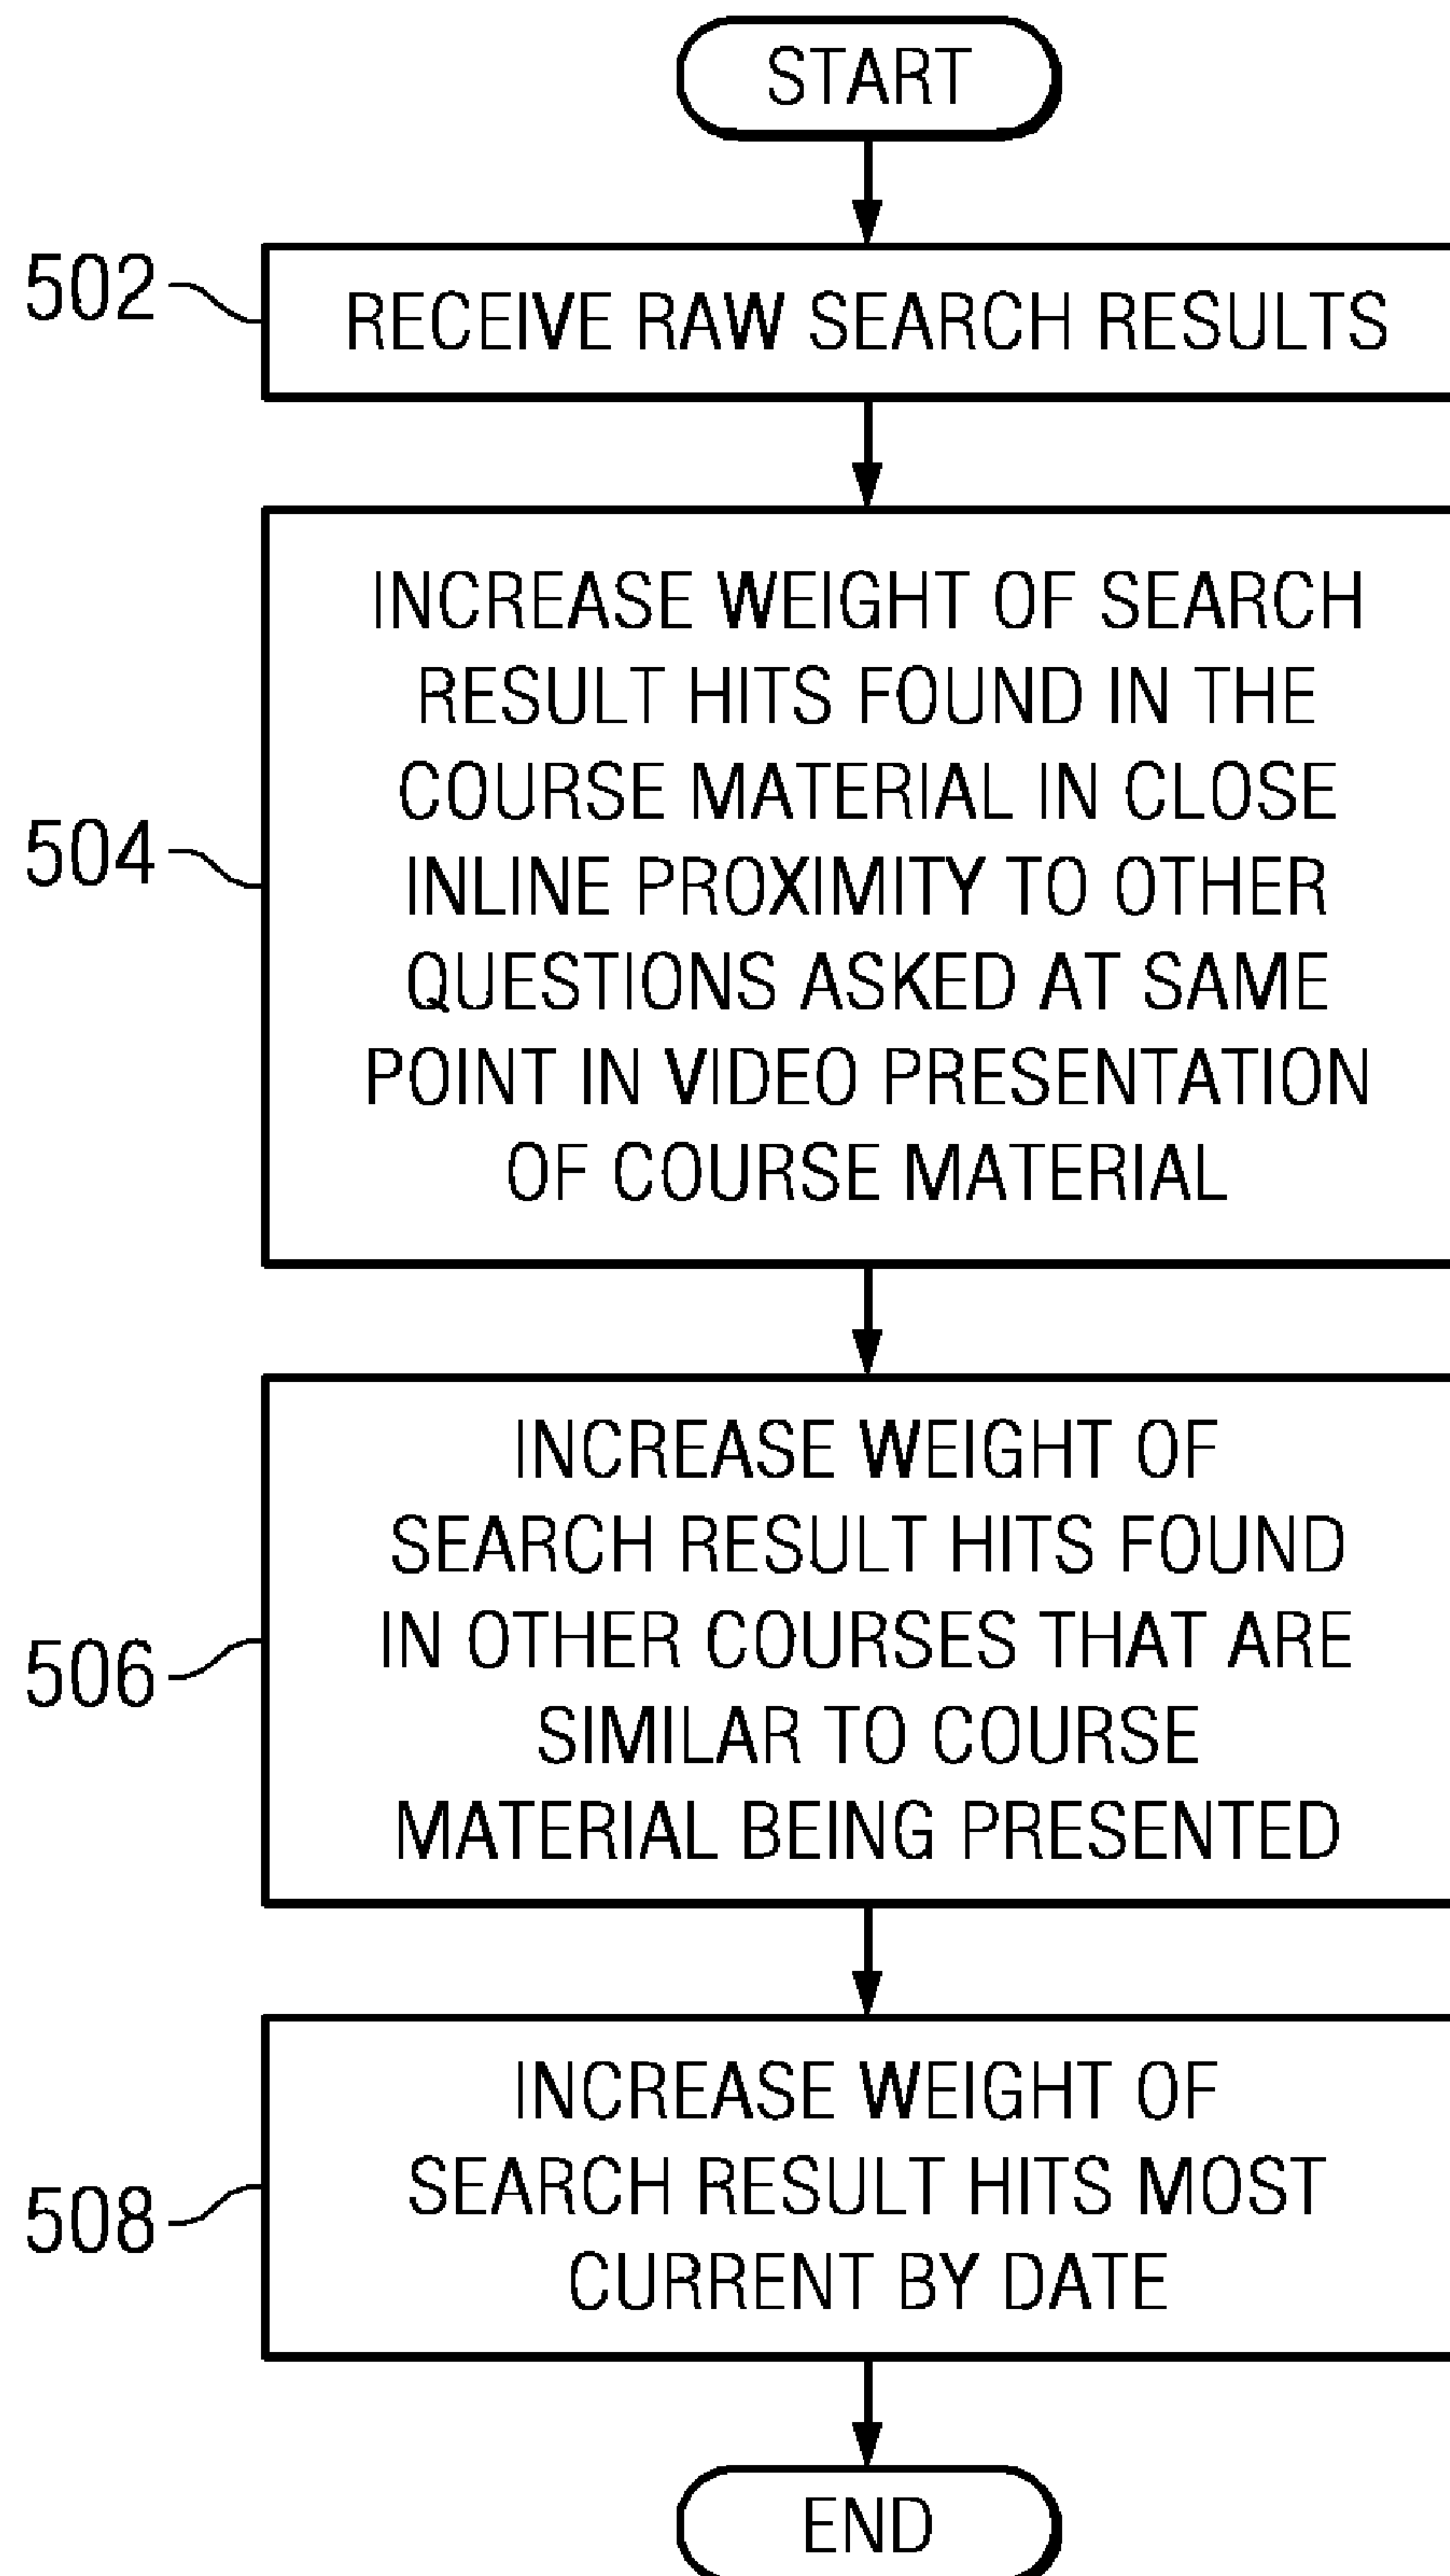 START
502
RECEIVE RAW SEARCH RESULTS
504
INCREASE WEIGHT OF SEARCH
RESULT HITS FOUND IN THE
COURSE MATERIAL IN CLOSE
INLINE PROXIMITY TO OTHER
QUESTIONS ASKED AT SAME
POINT IN VIDEO PRESENTATION
OF COURSE MATERIAL
506
INCREASE WEIGHT OF
SEARCH RESULT HITS FOUND
IN OTHER COURSES THAT ARE
SIMILAR TO COURSE
MATERIAL BEING PRESENTED
508
INCREASE WEIGHT OF
SEARCH RESULT HITS MOST
CURRENT BY DATE
END